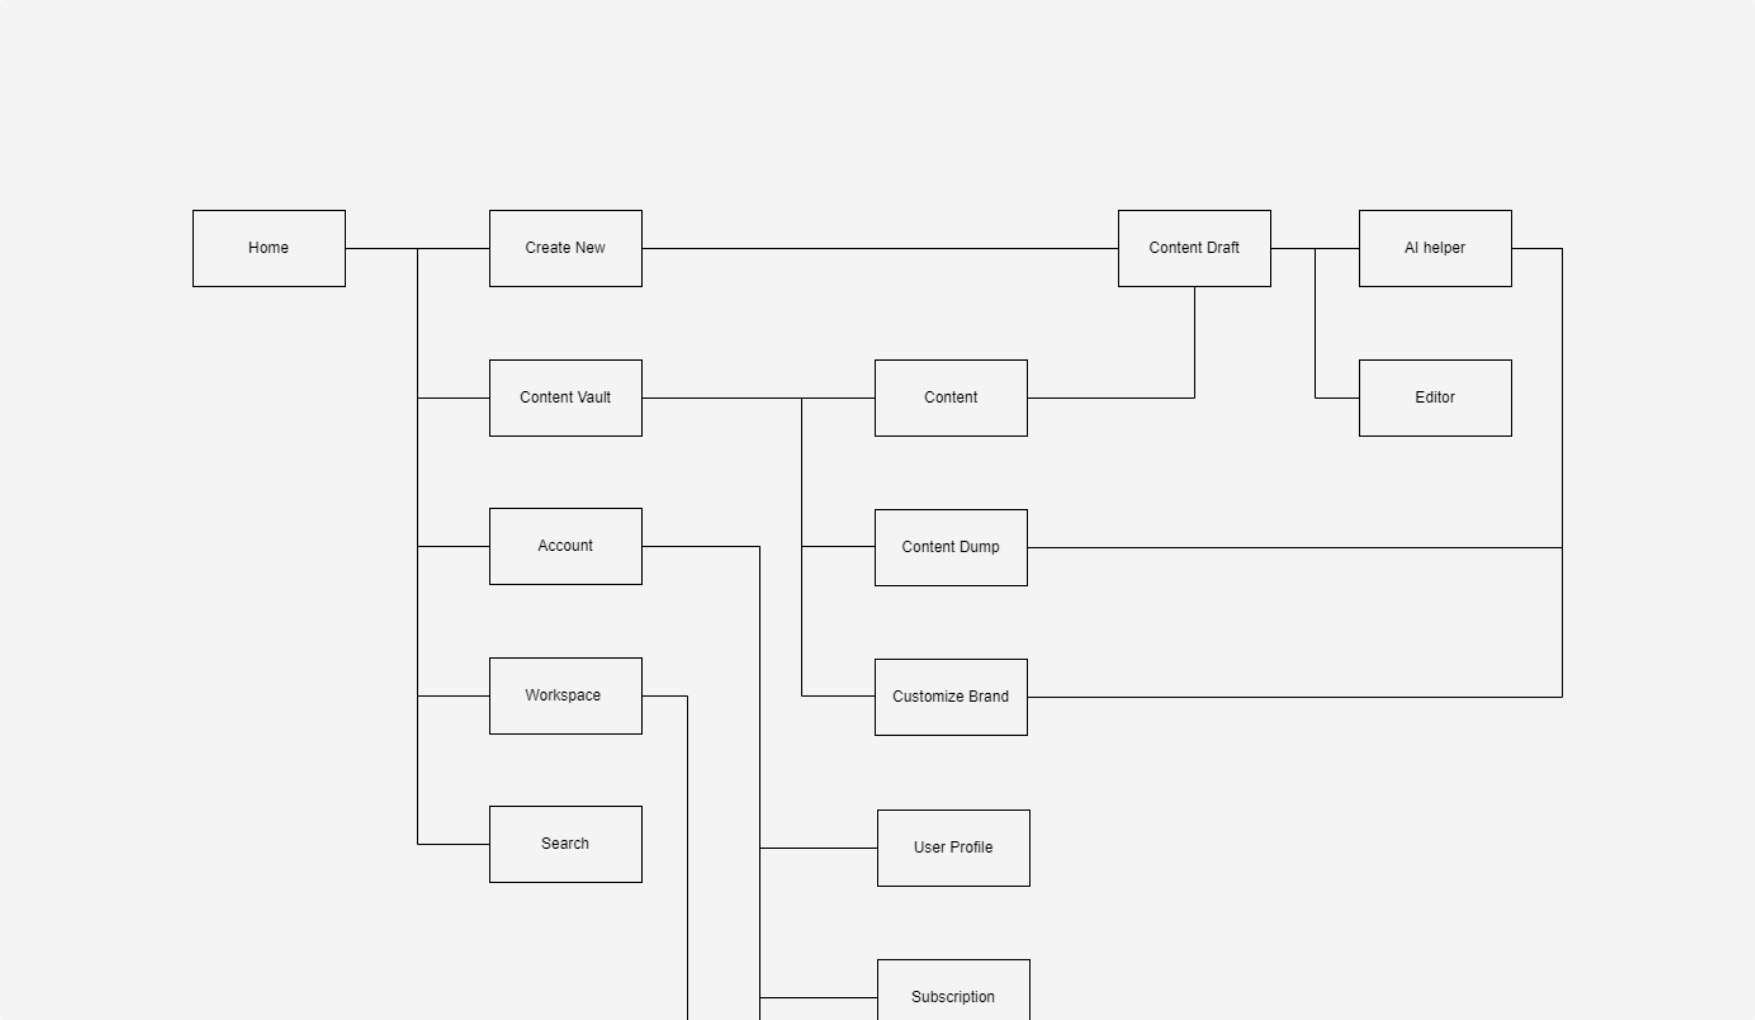 Home
Create New
Content Draft
AI helper
Content Vault
Content
Editor
Account
Content Dump
Workspace
Customize Brand
Search
User Profile
Subscription